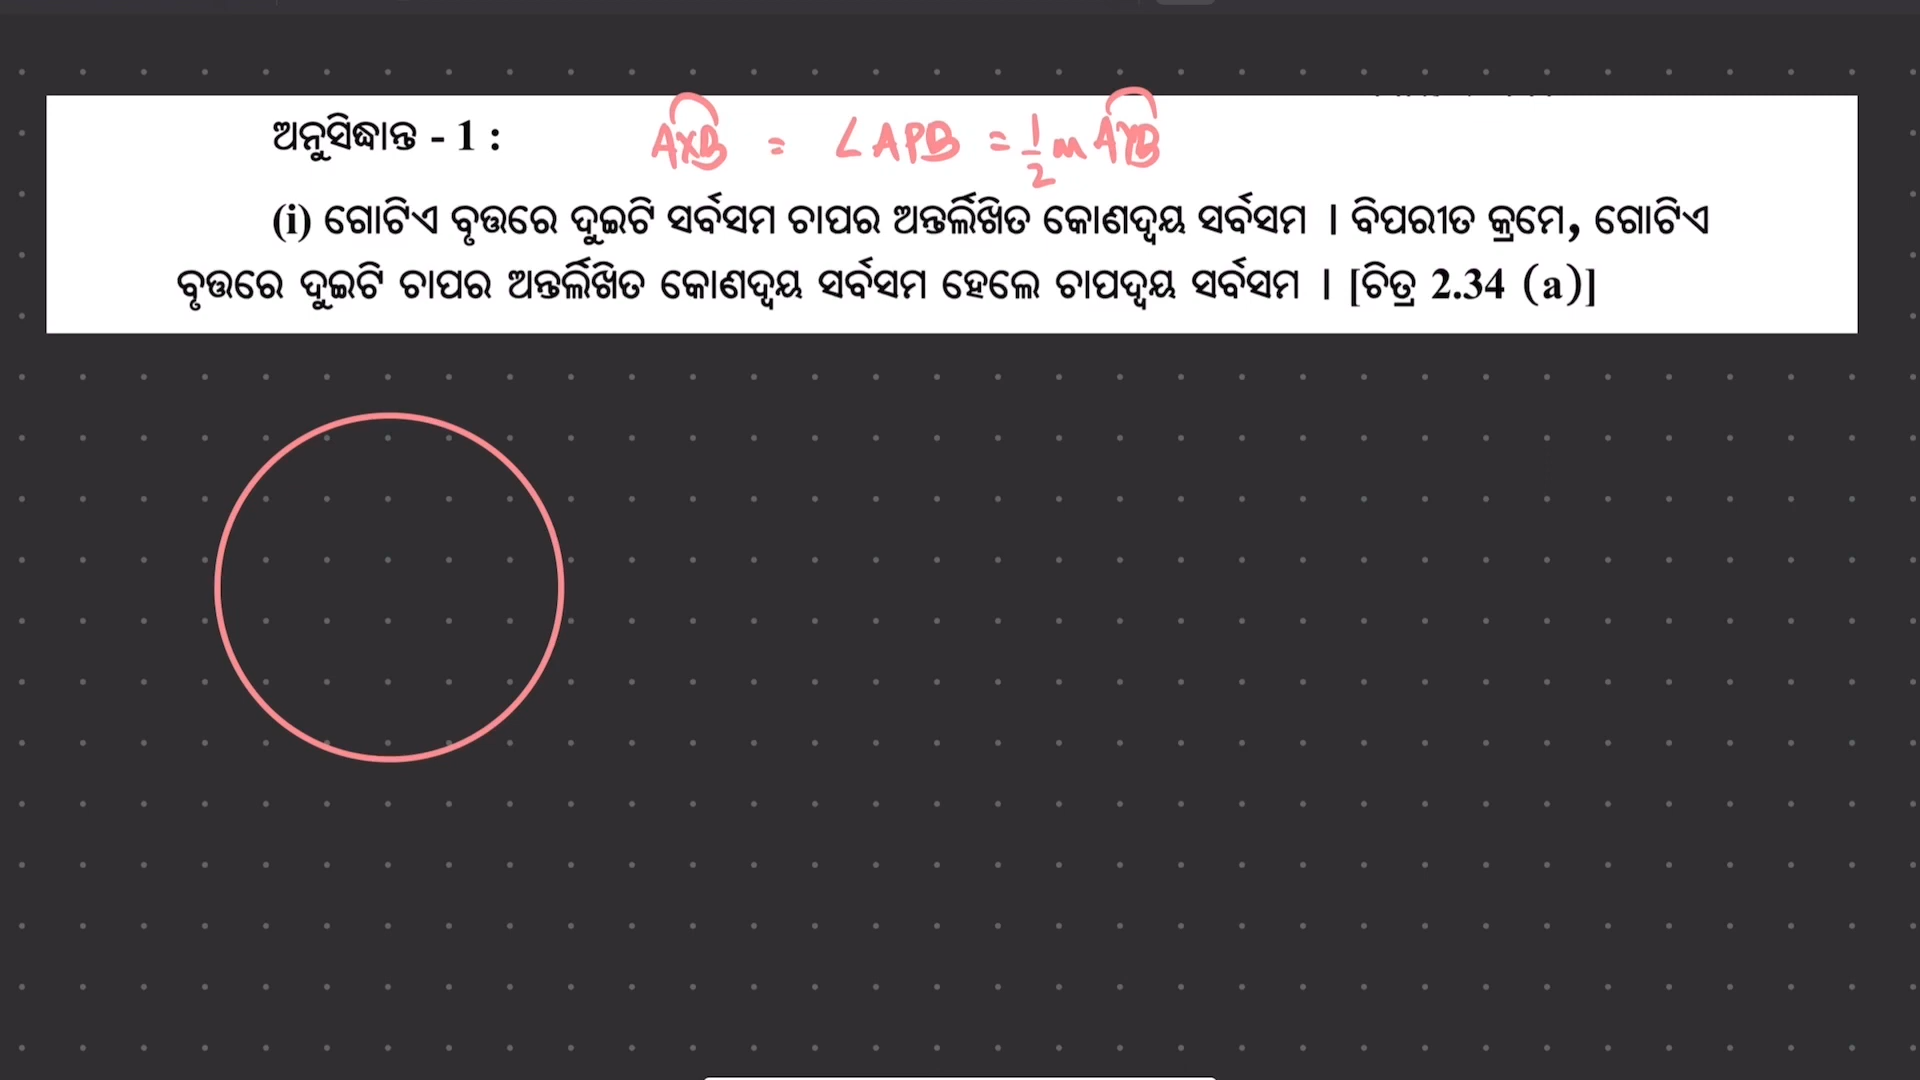 ଅନୁସିଦ୍ଧାନ୍ତ - 1 : AXB = ∠APB = 1/2 m AYB
(i) ଗୋଟିଏ ବୃତ୍ତରେ ଦୁଇଟି ସର୍ବସମ ଚାପର ଅନ୍ତର୍ଲିଖିତ କୋଣଦ୍ୱୟ ସର୍ବସମ । ବିପରୀତ କ୍ରମେ, ଗୋଟିଏ
ବୃତ୍ତରେ ଦୁଇଟି ଚାପର ଅନ୍ତର୍ଲିଖିତ କୋଣଦ୍ୱୟ ସର୍ବସମ ହେଲେ ଚାପଦ୍ୱୟ ସର୍ବସମ । [ଚିତ୍ର 2.34 (a)]